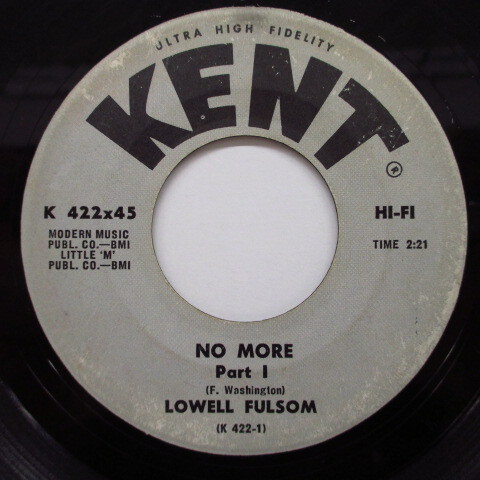 ULTRA HIGH FIDELITY
KENT
®
K 422x45
HI-FI
MODERN MUSIC
PUBL. CO.—BMI
LITTLE 'M'
PUBL. CO.—BMI
TIME 2:21
NO MORE
Part I
(F. Washington)
LOWELL FULSOM
(K 422-1)